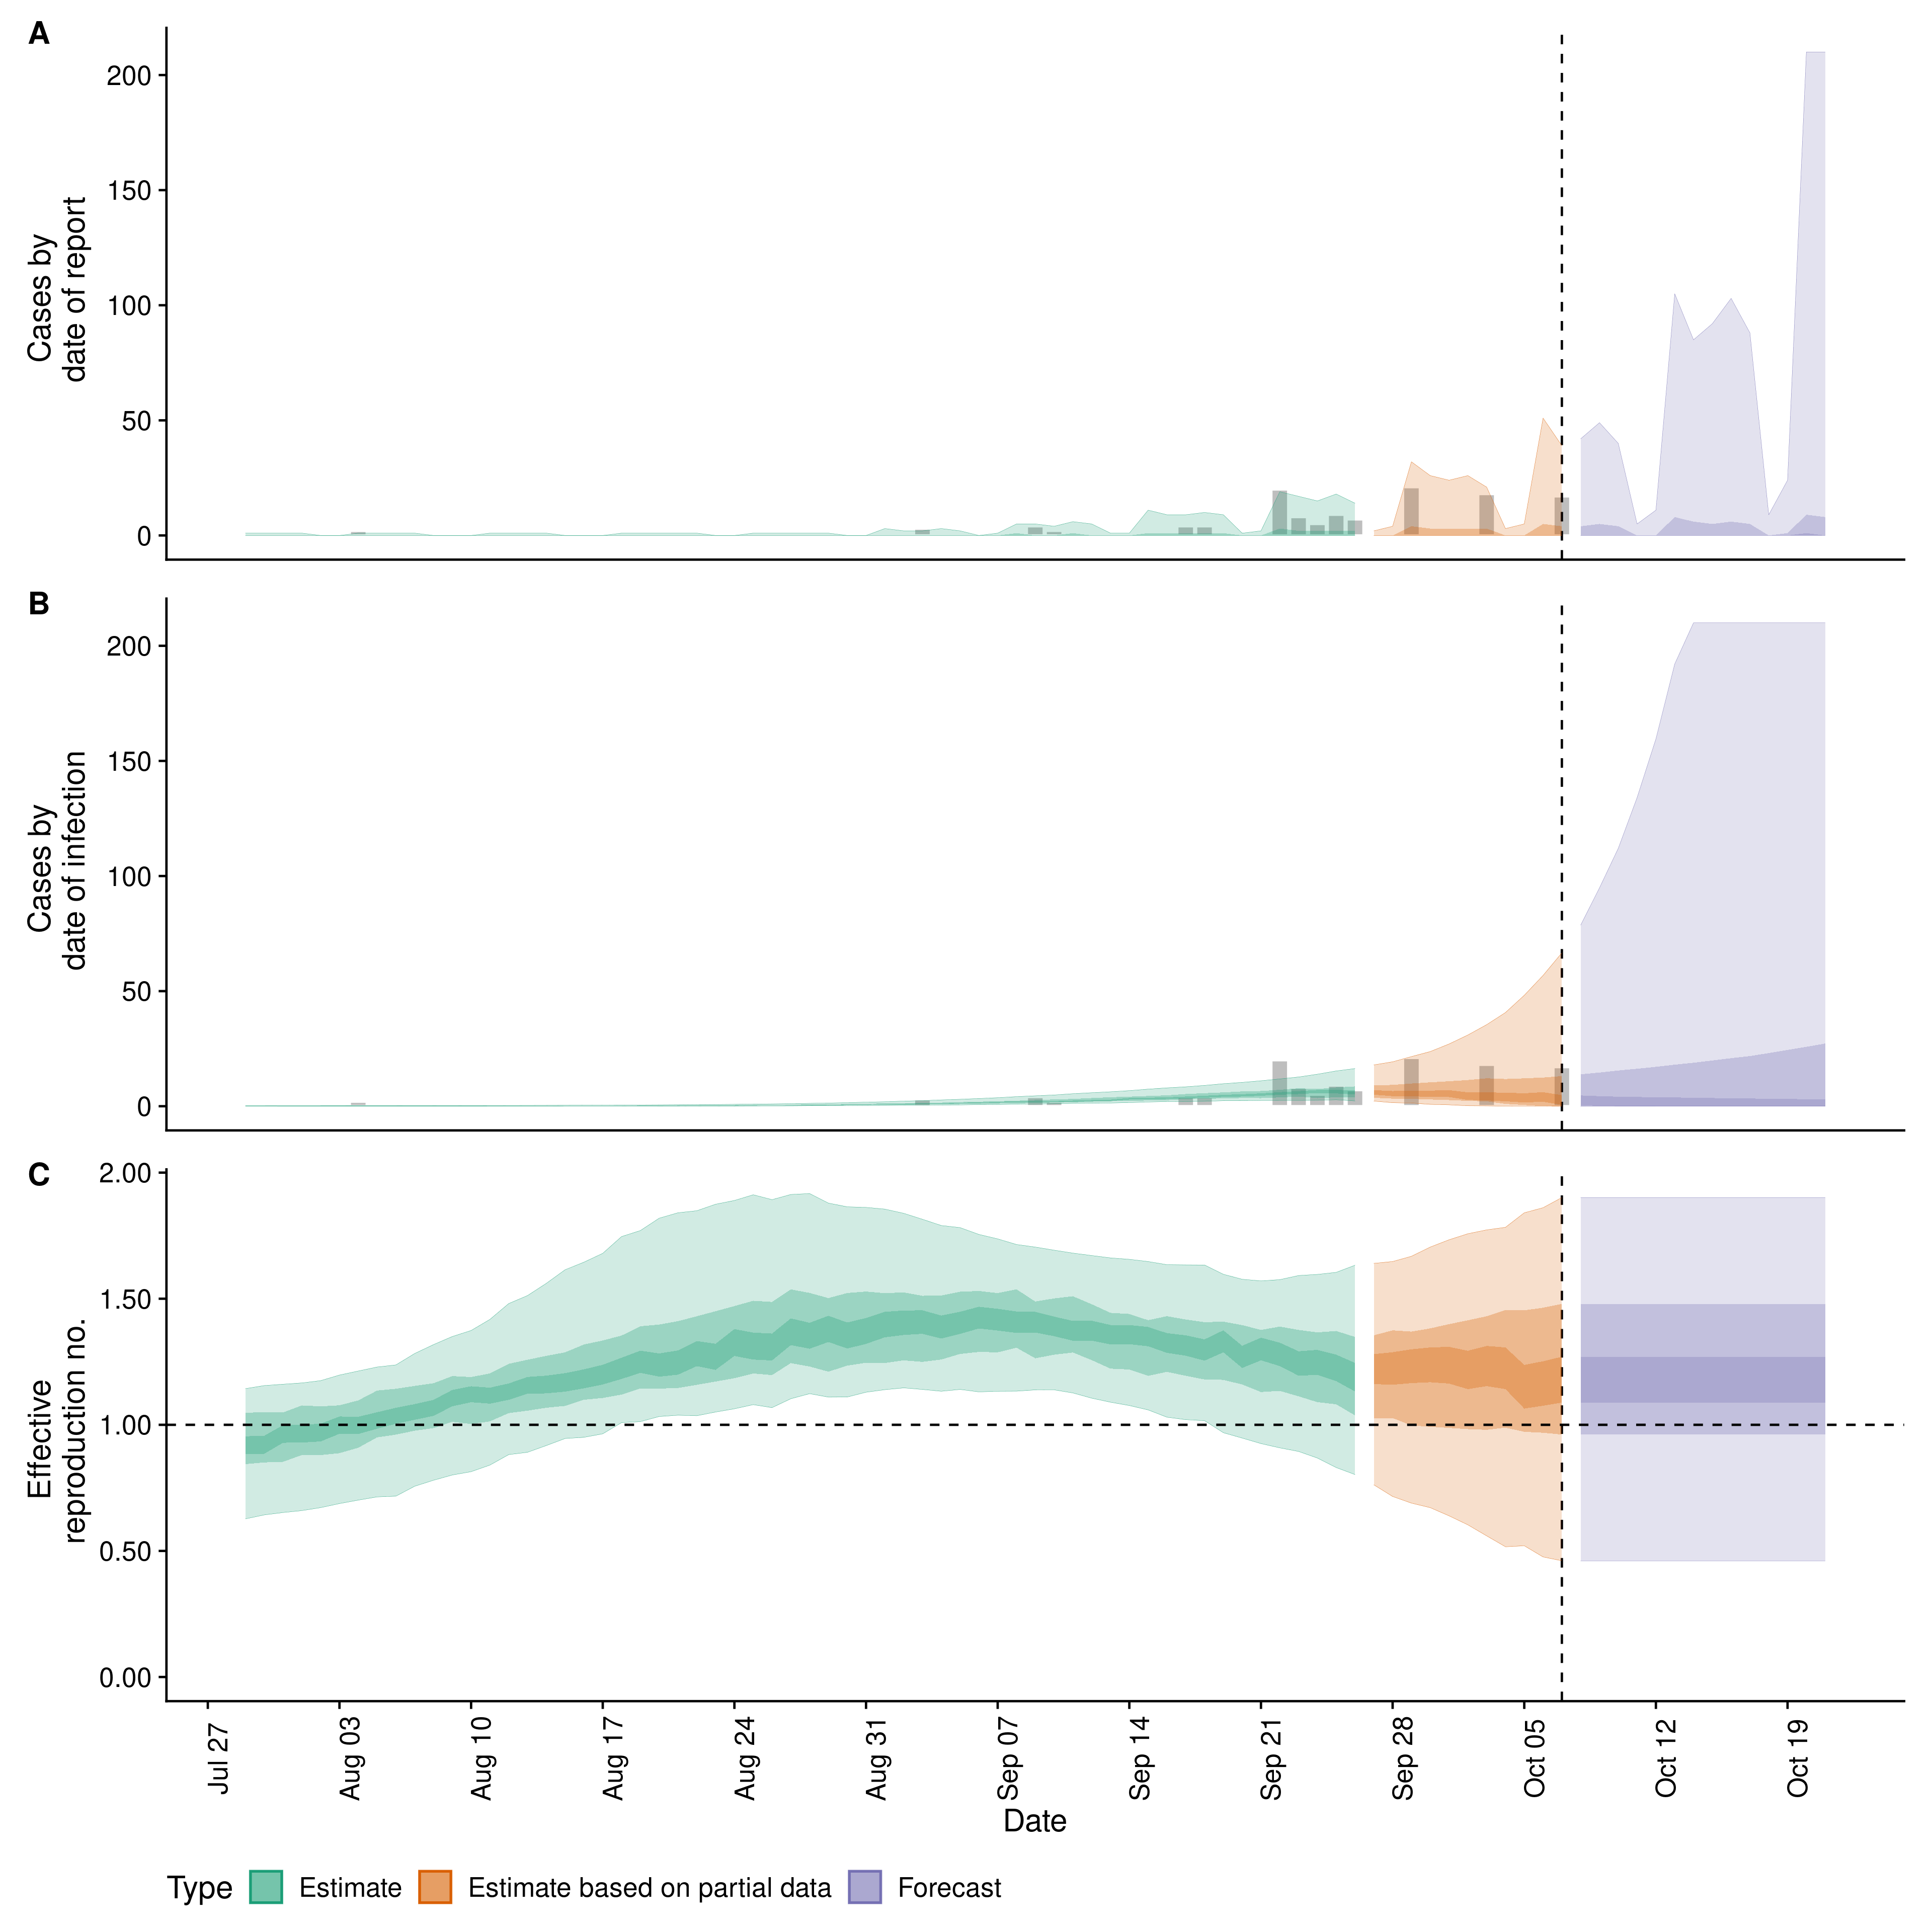 A
200
150
100
50
0
Cases by
date of report
B
200
150
100
50
0
Cases by
date of infection
C
2.00
1.50
1.00
0.50
0.00
Effective
reproduction no.
Jul 27
Aug 03
Aug 10
Aug 17
Aug 24
Aug 31
Sep 07
Sep 14
Sep 21
Sep 28
Oct 05
Oct 12
Oct 19
Date
Type Estimate Estimate based on partial data Forecast